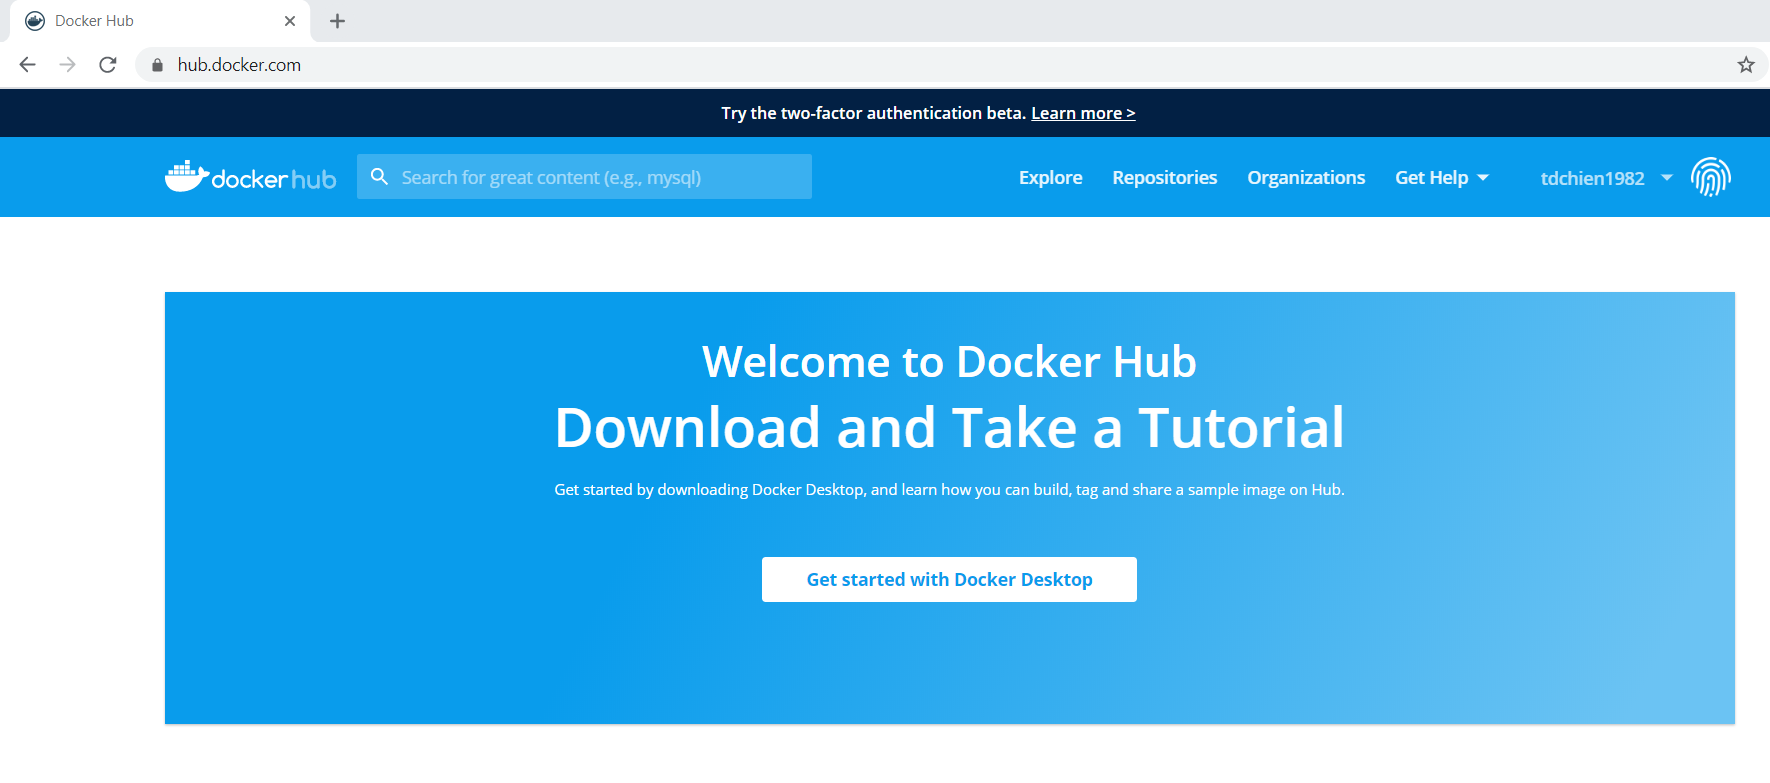 Docker Hub
hub.docker.com
Try the two-factor authentication beta. Learn more >
dockerhub
Search for great content (e.g., mysql)
Explore
Repositories
Organizations
Get Help
tdchien1982
Welcome to Docker Hub
Download and Take a Tutorial
Get started by downloading Docker Desktop, and learn how you can build, tag and share a sample image on Hub.
Get started with Docker Desktop